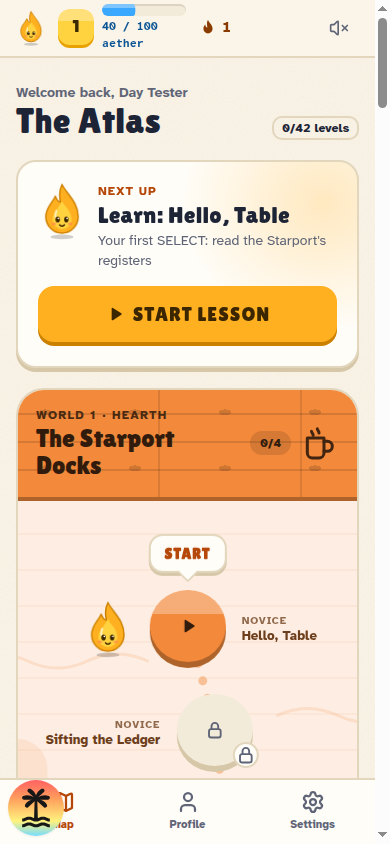 1
40 / 100
aether
1
Welcome back, Day Tester
The Atlas
0/42 levels
NEXT UP
Learn: Hello, Table
Your first SELECT: read the Starport's
registers
START LESSON
WORLD 1 · HEARTH
The Starport
Docks
0/4
START
NOVICE
Hello, Table
NOVICE
Sifting the Ledger
Profile
Settings